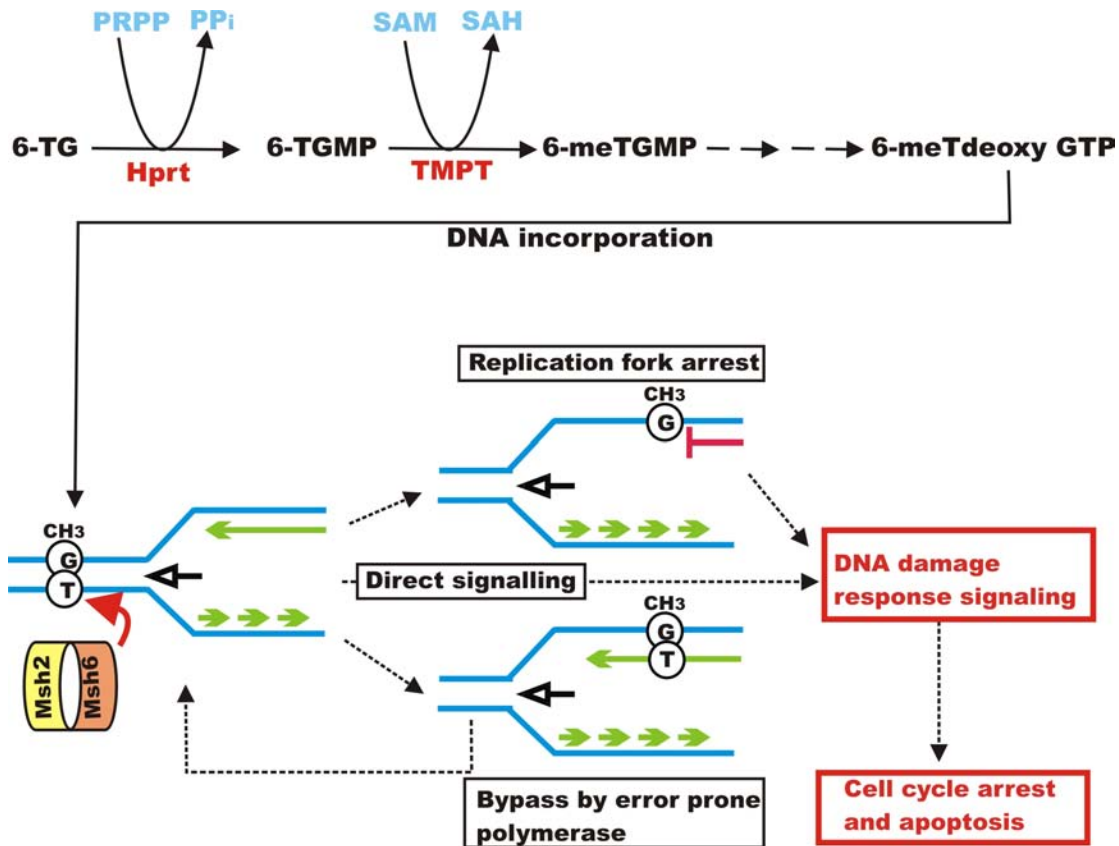 PRPP PPi SAM SAH
6-TG 6-TGMP 6-meTGMP 6-meTdeoxy GTP
Hprt TMPT
DNA incorporation
Replication fork arrest
CH3
G
CH3
G
T
Direct signalling
DNA damage
response signaling
CH3
G
T
Msh2 Msh6
Bypass by error prone
polymerase
Cell cycle arrest
and apoptosis